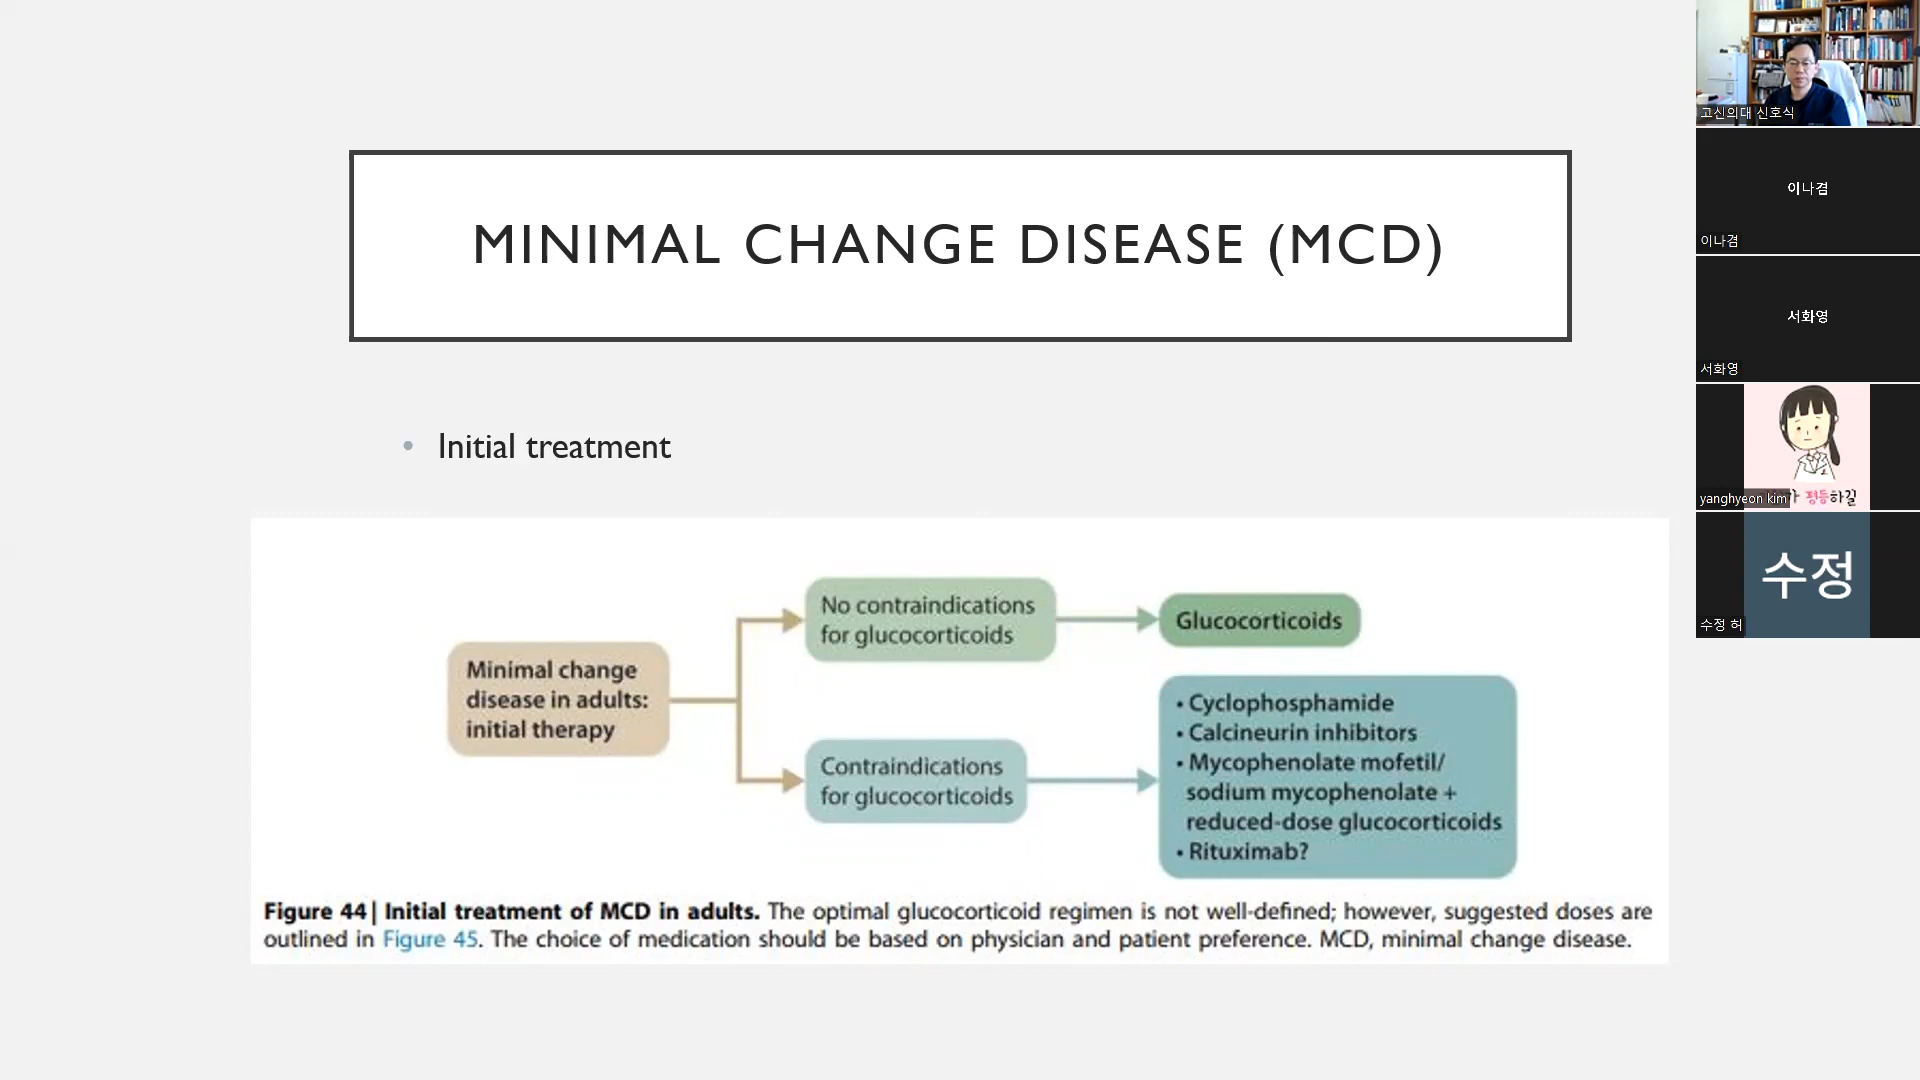 MINIMAL CHANGE DISEASE (MCD)
• Initial treatment
Minimal change
disease in adults:
initial therapy
No contraindications
for glucocorticoids
Glucocorticoids
Contraindications
for glucocorticoids
• Cyclophosphamide
• Calcineurin inhibitors
• Mycophenolate mofetil/
sodium mycophenolate +
reduced-dose glucocorticoids
• Rituximab?
Figure 44 | Initial treatment of MCD in adults. The optimal glucocorticoid regimen is not well-defined; however, suggested doses are
outlined in Figure 45. The choice of medication should be based on physician and patient preference. MCD, minimal change disease.
고신의대 신호식
이나겸
이나겸
서화영
서화영
평등하길
yanghyeon kim
수정
수정 허